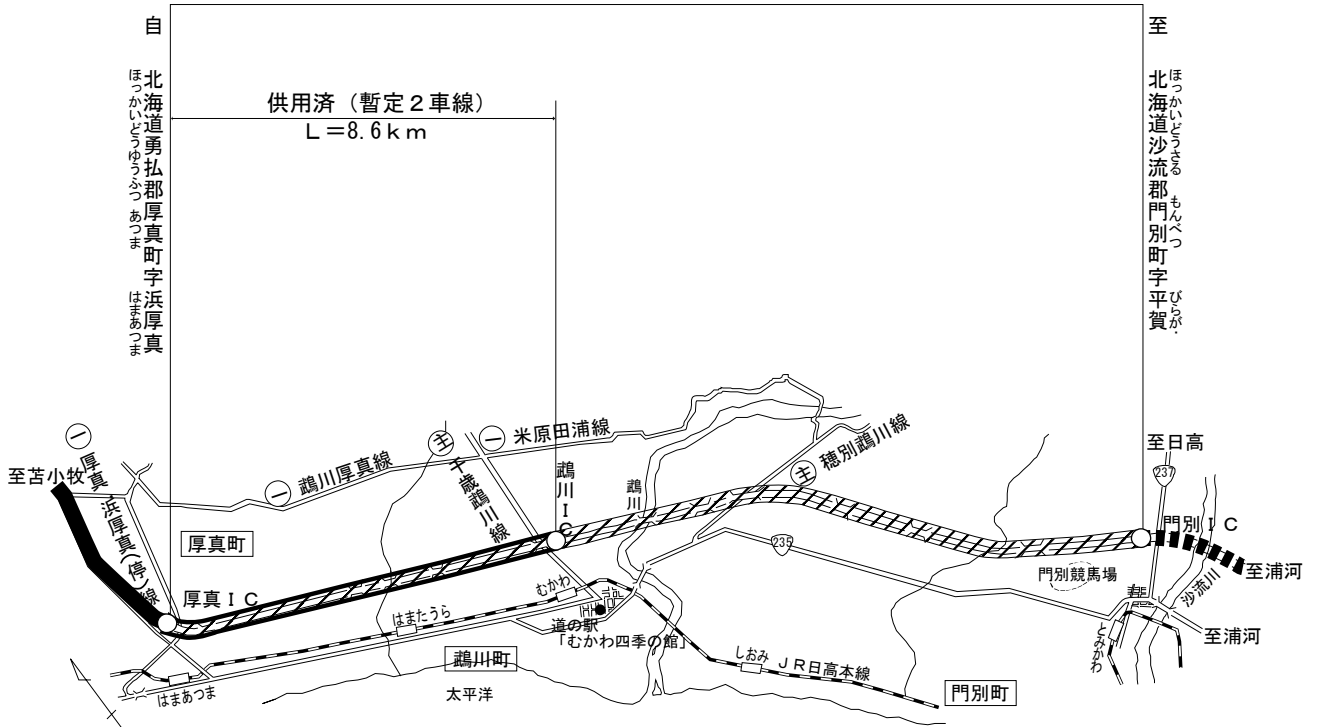 自
北海道勇払郡厚真町字浜厚真
ほっかいどうゆうふつ あつま はまあつま
至
北海道沙流郡門別町字平賀
ほっかいどうさる もんべつ びらが
供用済（暫定２車線）
Ｌ＝8.6ｋｍ
至苫小牧
一 厚真浜厚真(停)線
一 鵡川厚真線
主 千歳鵡川線
一 米原田浦線
鵡川ＩＣ
鵡川
主 穂別鵡川線
至日高
237
235
門別ＩＣ
至浦河
沙流川
門別競馬場
至浦河
とみかわ
厚真町
厚真ＩＣ
むかわ
はまたうら
道の駅
「むかわ四季の館」
鵡川町
しおみ
ＪＲ日高本線
はまあつま
太平洋
門別町